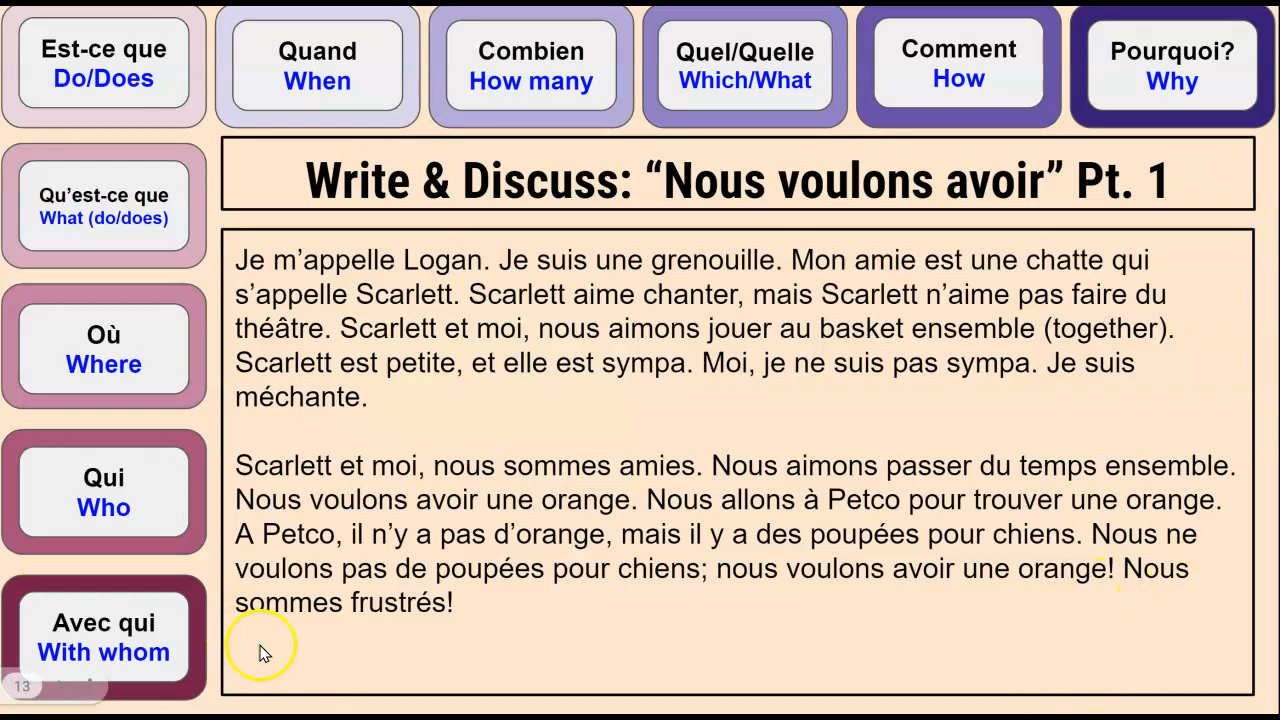 Est-ce que
Do/Does
Quand
When
Combien
How many
Quel/Quelle
Which/What
Comment
How
Pourquoi?
Why
Qu'est-ce que
What (do/does)
Où
Where
Qui
Who
Avec qui
With whom
13
Write & Discuss: “Nous voulons avoir” Pt. 1
Je m’appelle Logan. Je suis une grenouille. Mon amie est une chatte qui
s’appelle Scarlett. Scarlett aime chanter, mais Scarlett n’aime pas faire du
théâtre. Scarlett et moi, nous aimons jouer au basket ensemble (together).
Scarlett est petite, et elle est sympa. Moi, je ne suis pas sympa. Je suis
méchante.
Scarlett et moi, nous sommes amies. Nous aimons passer du temps ensemble.
Nous voulons avoir une orange. Nous allons à Petco pour trouver une orange.
A Petco, il n’y a pas d’orange, mais il y a des poupées pour chiens. Nous ne
voulons pas de poupées pour chiens; nous voulons avoir une orange! Nous
sommes frustrés!